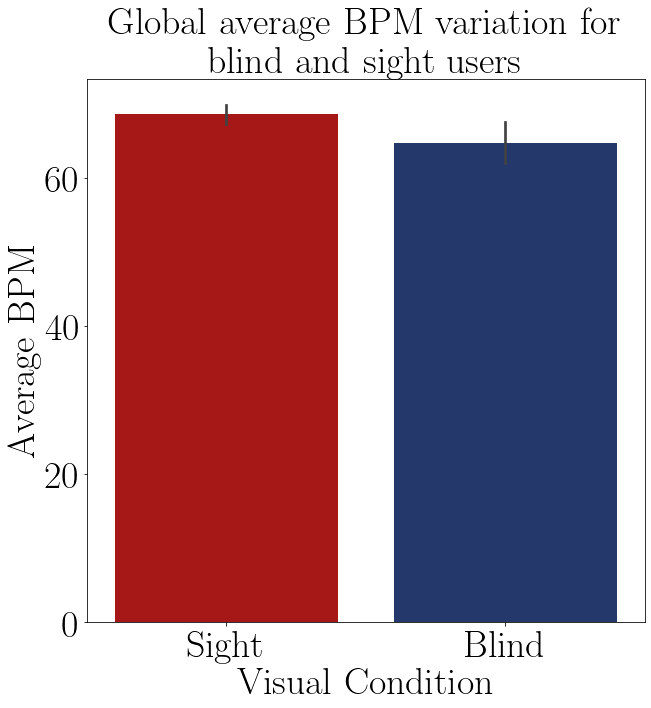 Global average BPM variation for
blind and sight users
Average BPM
60
40
20
0
Sight Blind
Visual Condition